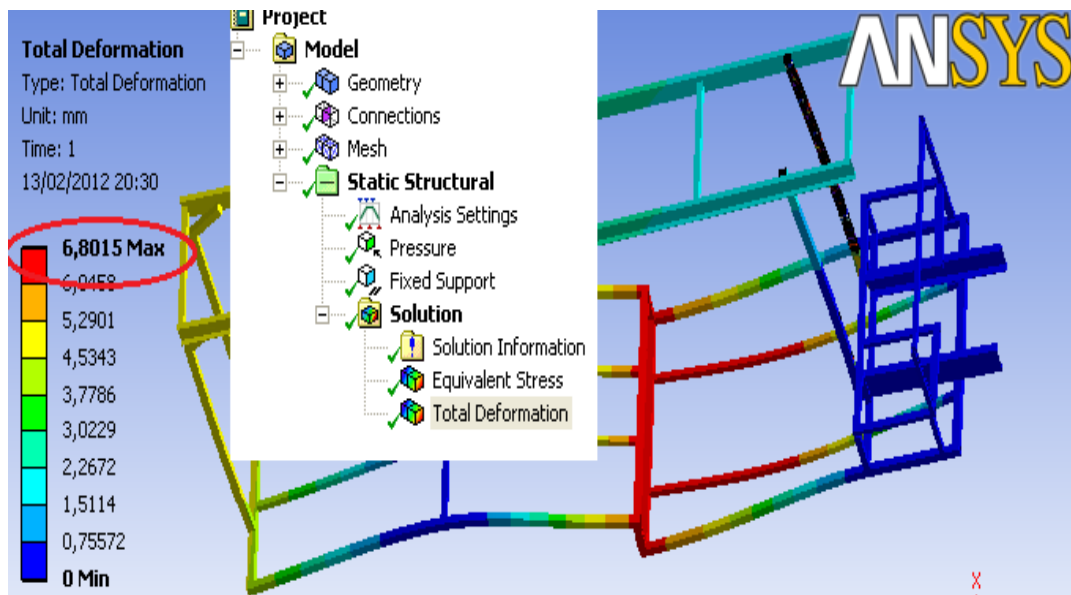 Total Deformation
Type: Total Deformation
Unit: mm
Time: 1
13/02/2012 20:30
6,8015 Max
6,0458
5,2901
4,5343
3,7786
3,0229
2,2672
1,5114
0,75572
0 Min
Project
Model
Geometry
Connections
Mesh
Static Structural
Analysis Settings
Pressure
Fixed Support
Solution
Solution Information
Equivalent Stress
Total Deformation
ANSYS
X